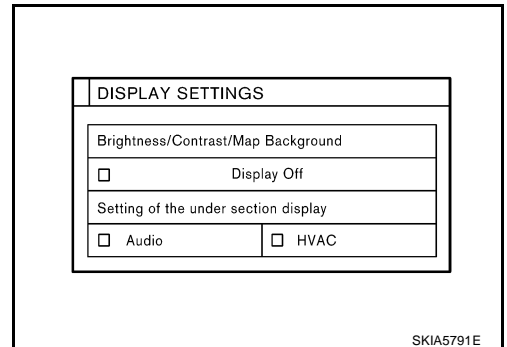 DISPLAY SETTINGS
Brightness/Contrast/Map Background
Display Off
Setting of the under section display
Audio HVAC
SKIA5791E